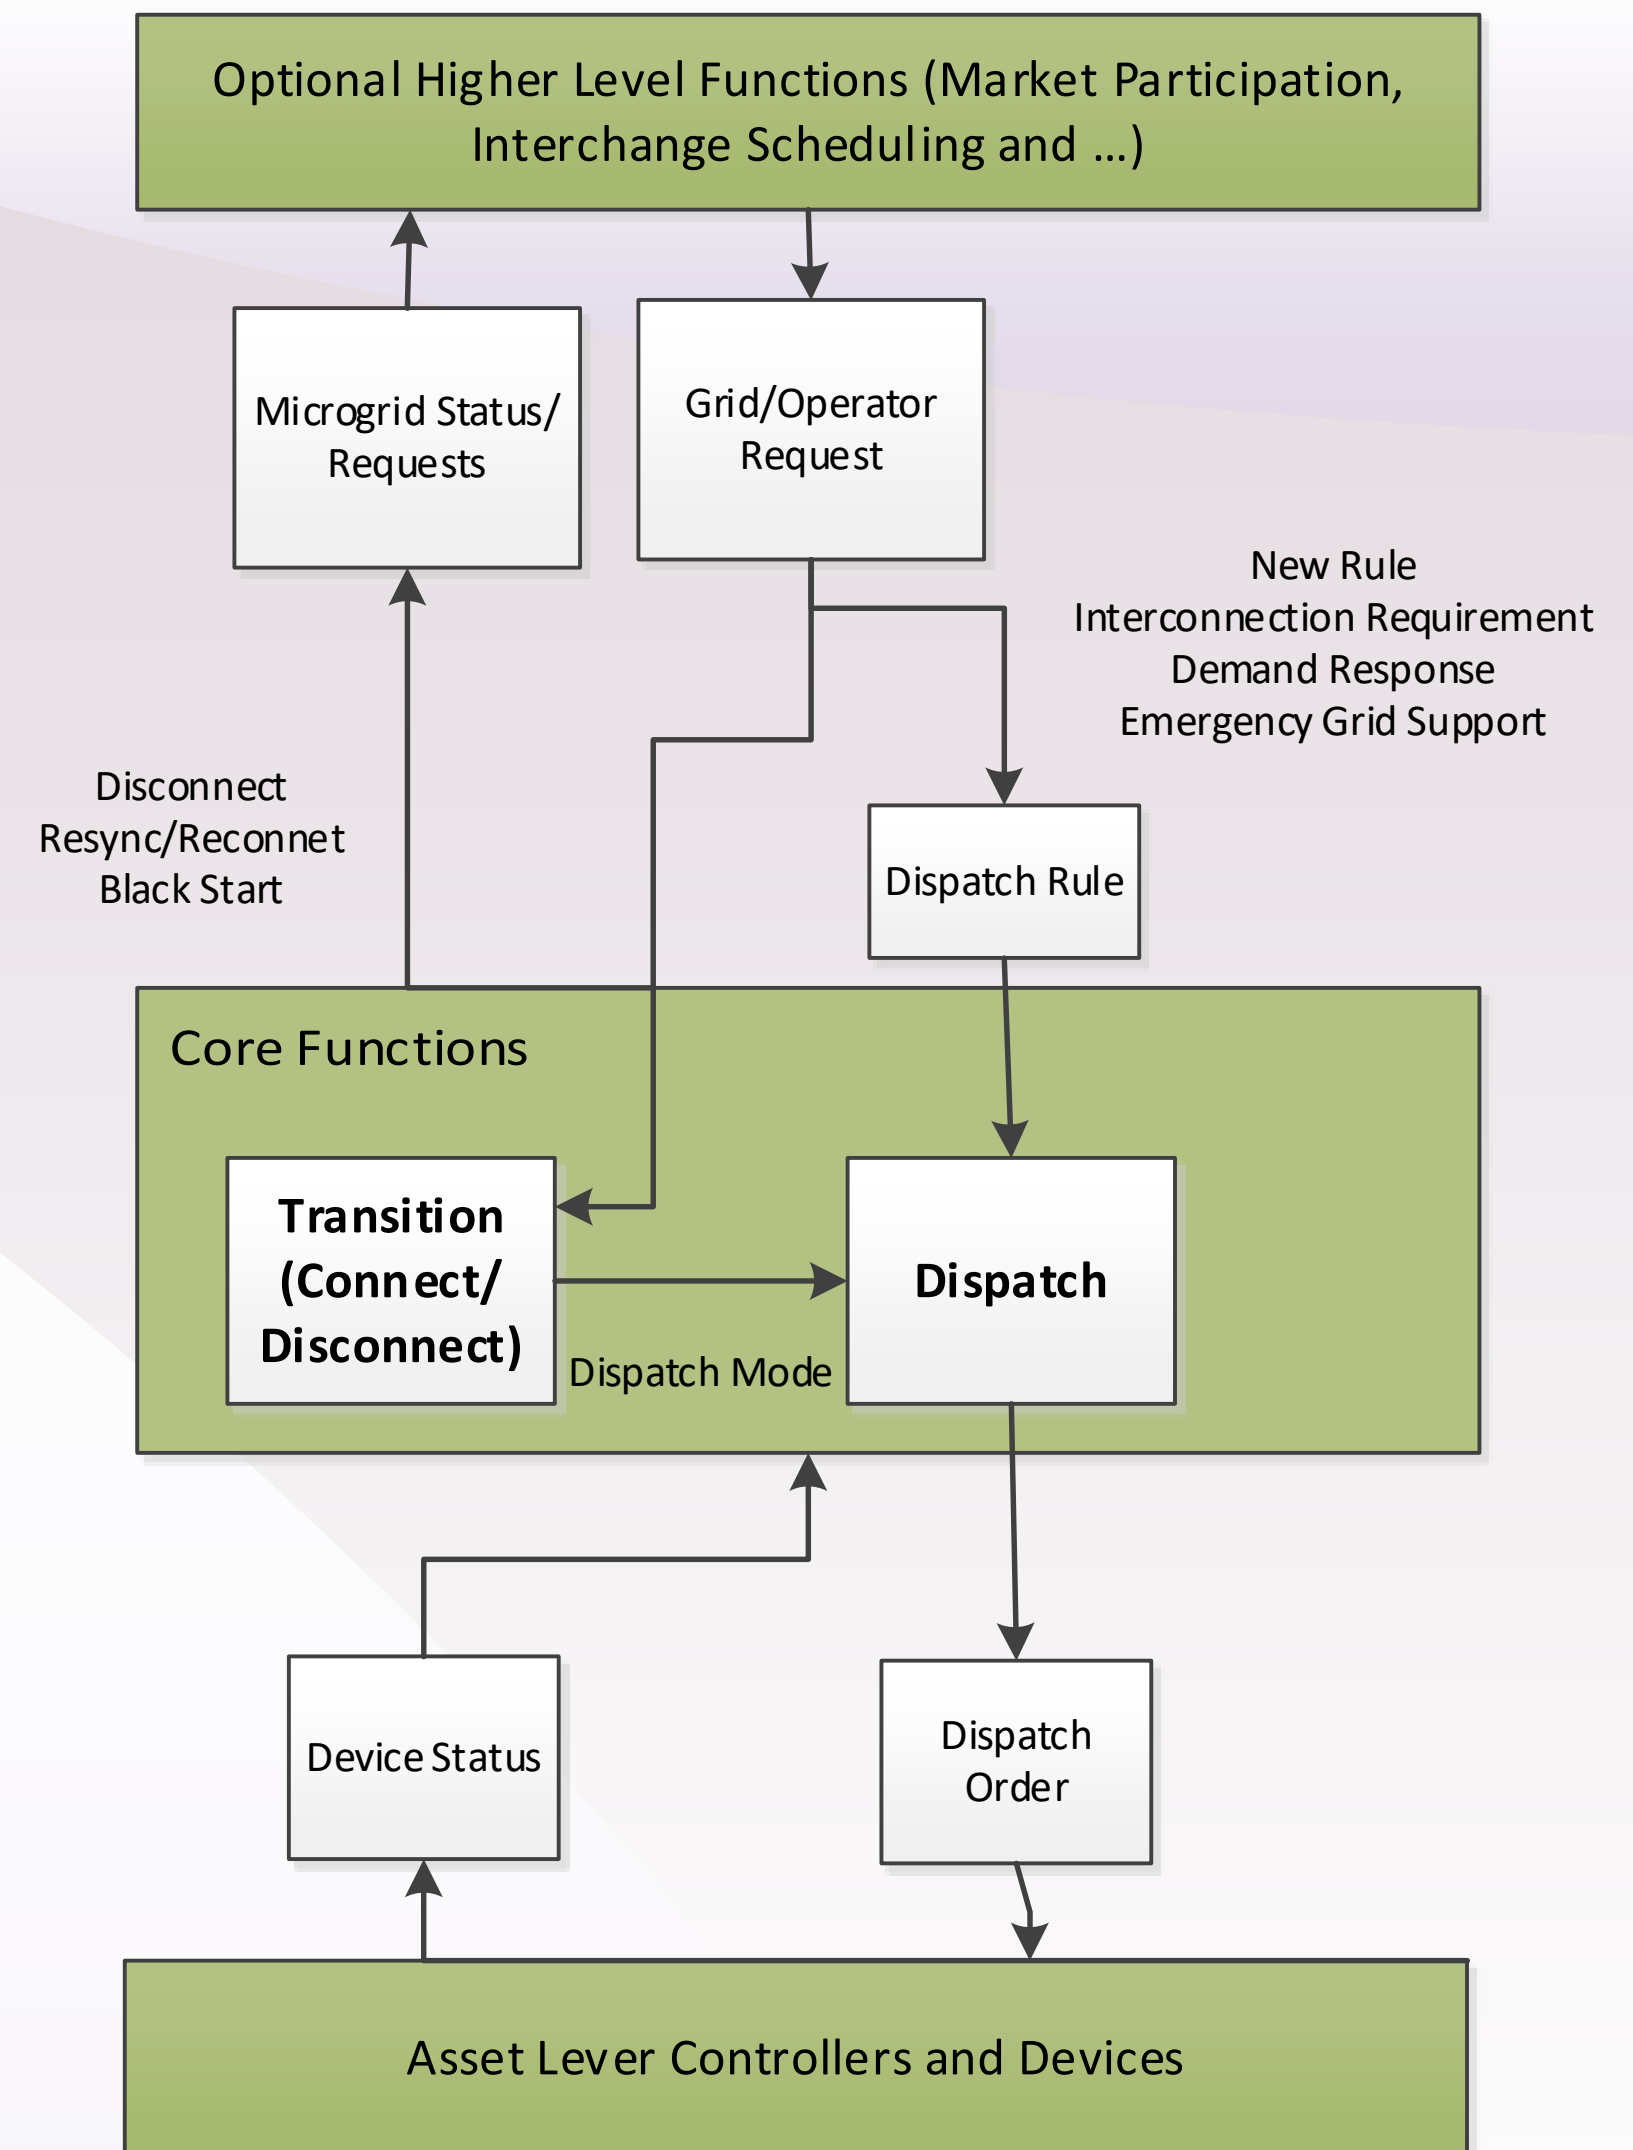 Optional Higher Level Functions (Market Participation,
Interchange Scheduling and ...)
Microgrid Status/
Requests
Grid/Operator
Request
New Rule
Interconnection Requirement
Demand Response
Emergency Grid Support
Disconnect
Resync/Reconnet
Black Start
Dispatch Rule
Core Functions
Transition
(Connect/
Disconnect)
Dispatch
Dispatch Mode
Device Status
Dispatch
Order
Asset Lever Controllers and Devices